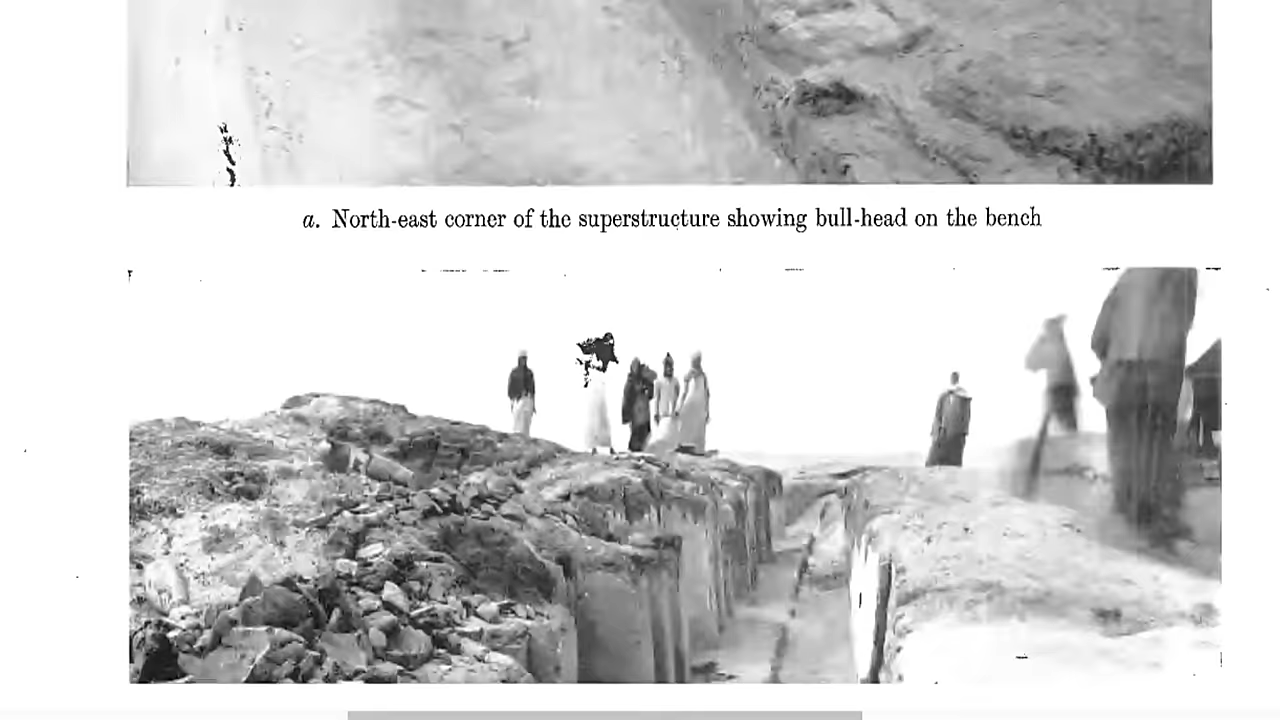 a. North-east corner of the superstructure showing bull-head on the bench